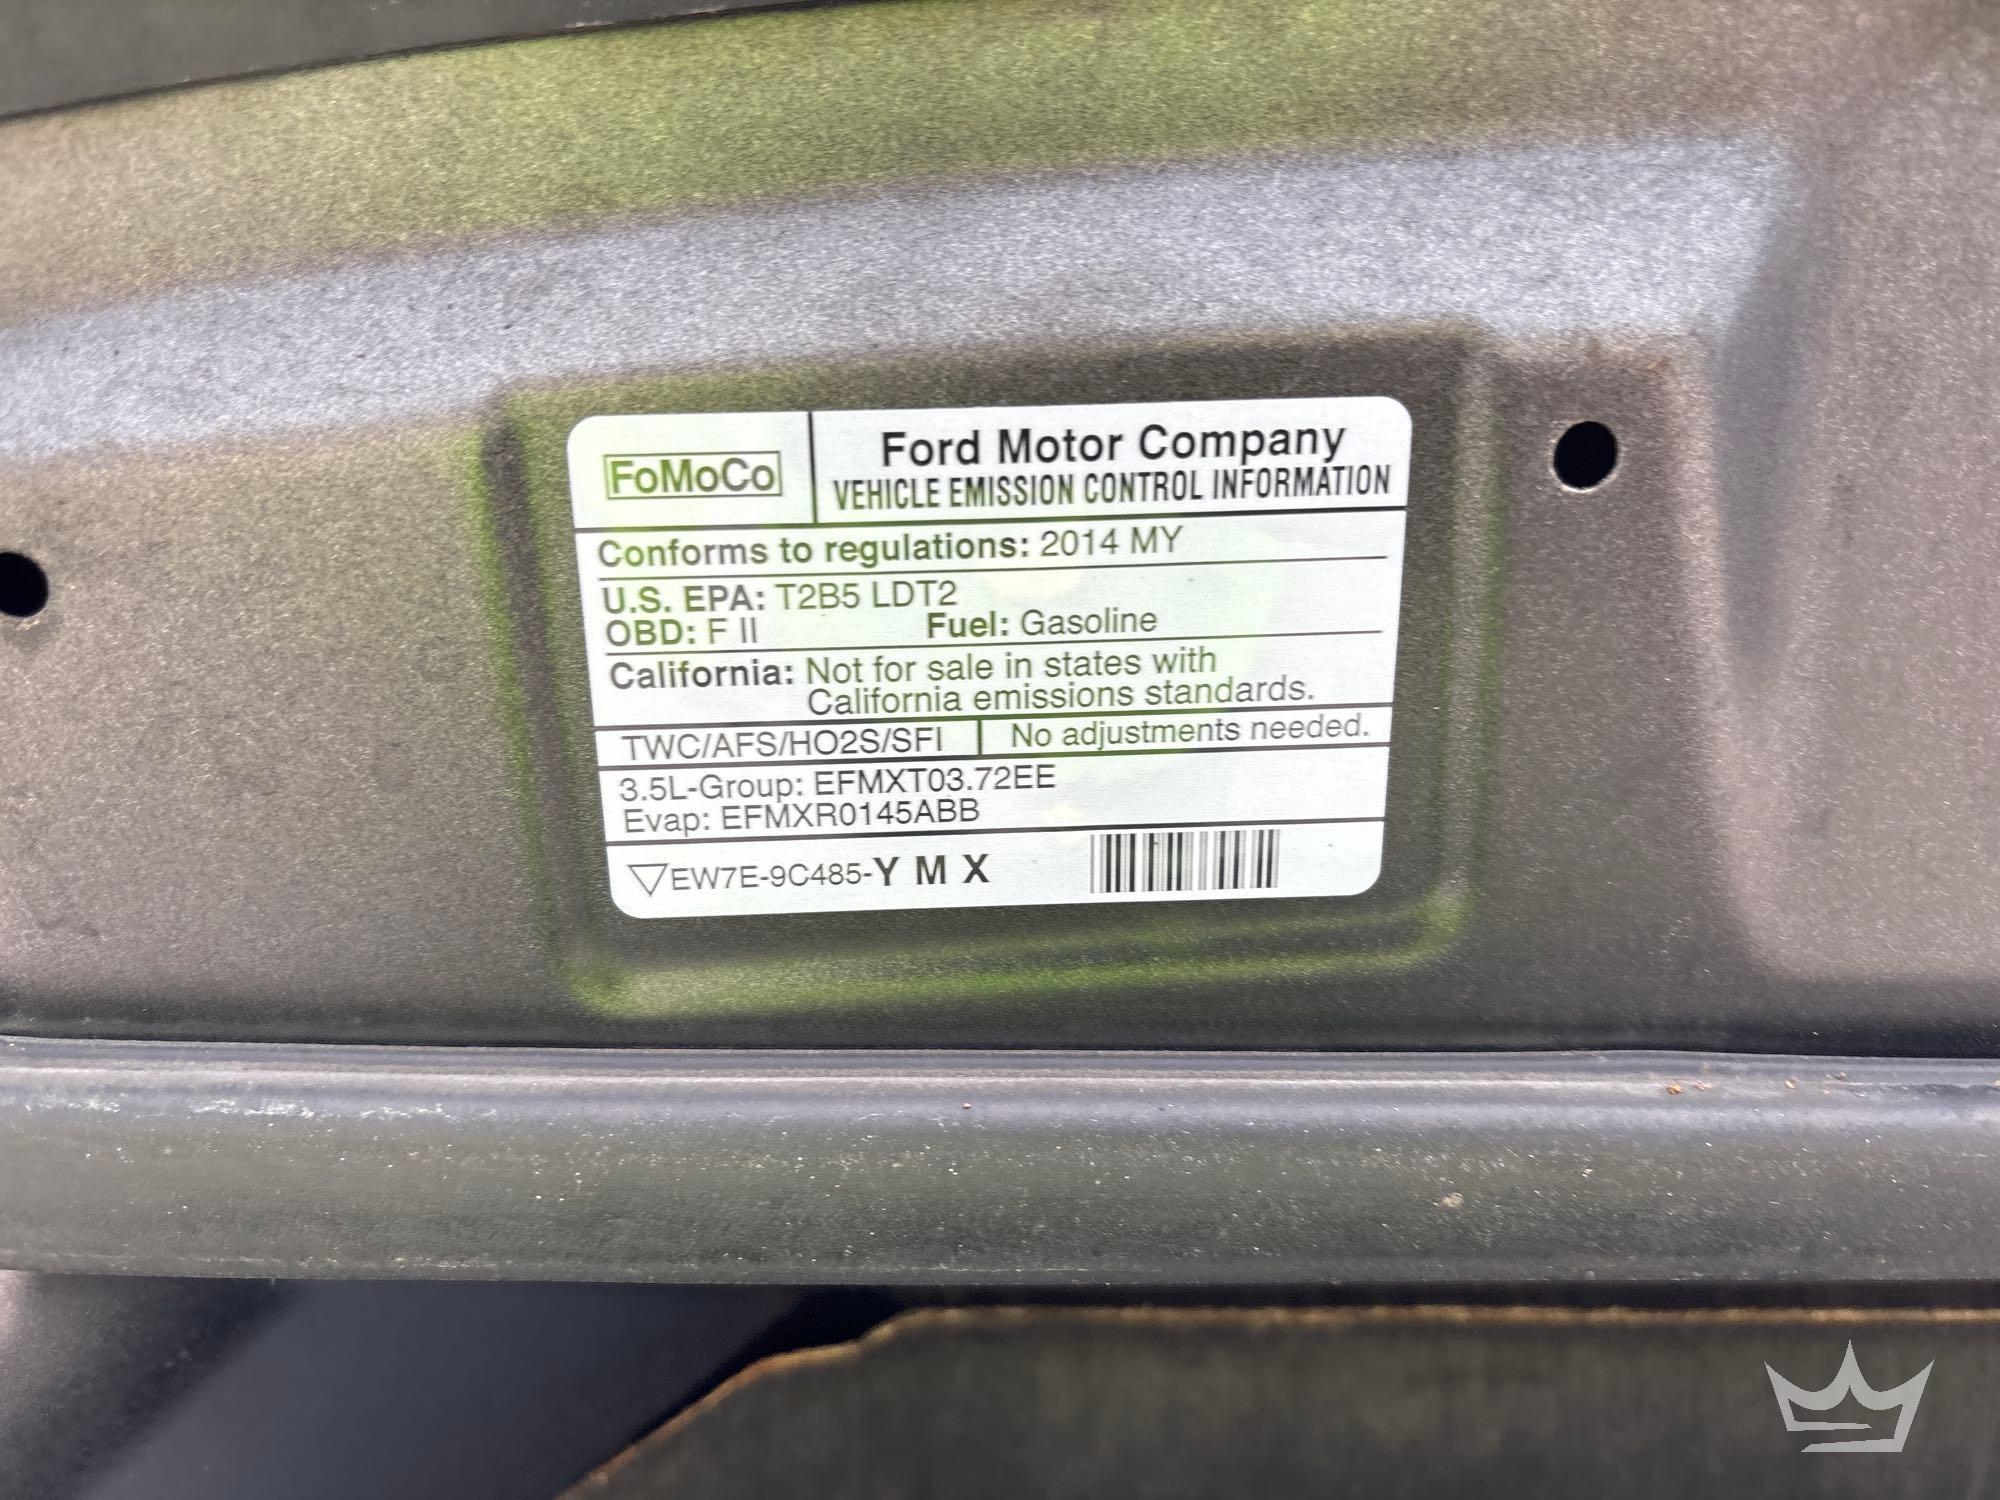 FoMoCo
Ford Motor Company
VEHICLE EMISSION CONTROL INFORMATION
Conforms to regulations: 2014 MY
U.S. EPA: T2B5 LDT2
OBD: F II Fuel: Gasoline
California: Not for sale in states with
California emissions standards.
TWC/AFS/HO2S/SFI No adjustments needed.
3.5L-Group: EFMXT03.72EE
Evap: EFMXR0145ABB
EW7E-9C485-Y M X